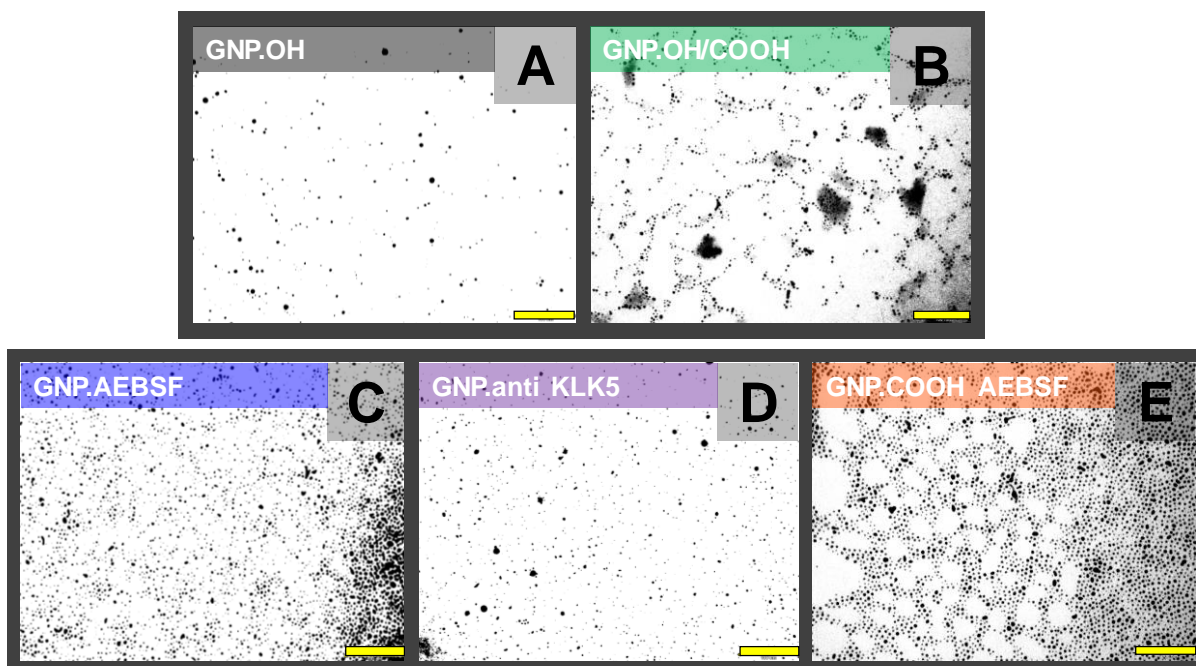 GNP.OH
A
GNP.OH/COOH
B
GNP.AEBSF
C
GNP.anti KLK5
D
GNP.COOH AEBSF
E